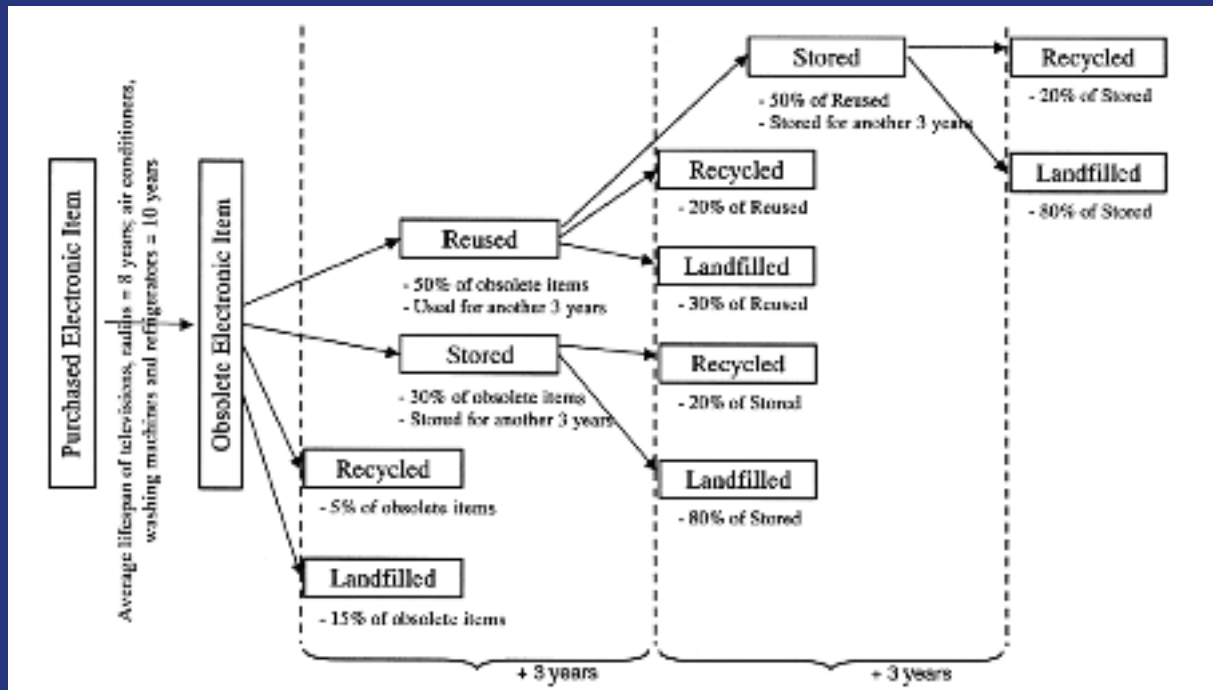 Purchased Electronic Item
Average lifespan of televisions, radius = 8 years; air conditioners,
washing machines and refrigirators = 10 years
Obsolete Electronic Item
Reused
- 50% of obsolete items
- Used for another 3 years
Stored
- 30% of obsolete items
- Stored for another 3 years
Recycled
- 5% of obsolete items
Landfilled
- 15% of obsolete items
+ 3 years
Stored
- 50% of Reused
- Stored for another 3 years
Recycled
- 20% of Reused
Landfilled
- 30% of Reused
Recycled
- 20% of Stored
Landfilled
- 80% of Stored
+ 3 years
Recycled
- 20% of Stored
Landfilled
- 80% of Stored